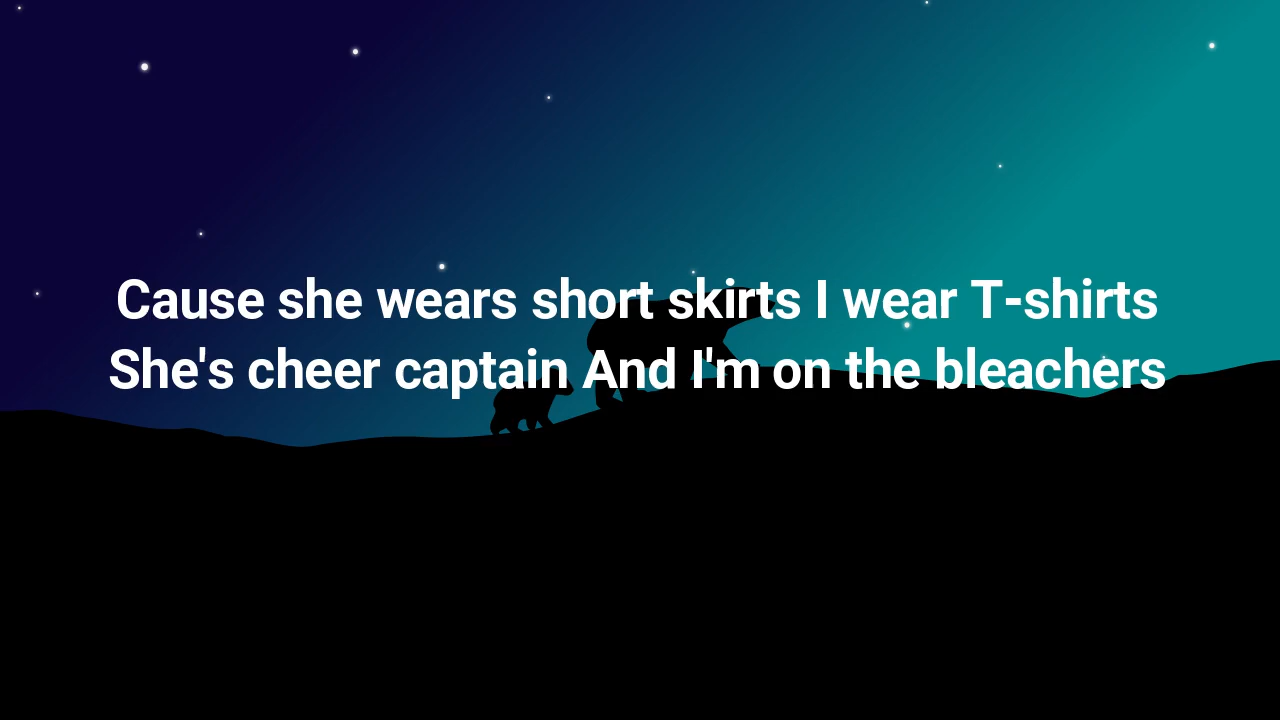 Cause she wears short skirts I wear T-shirts
She's cheer captain And I'm on the bleachers